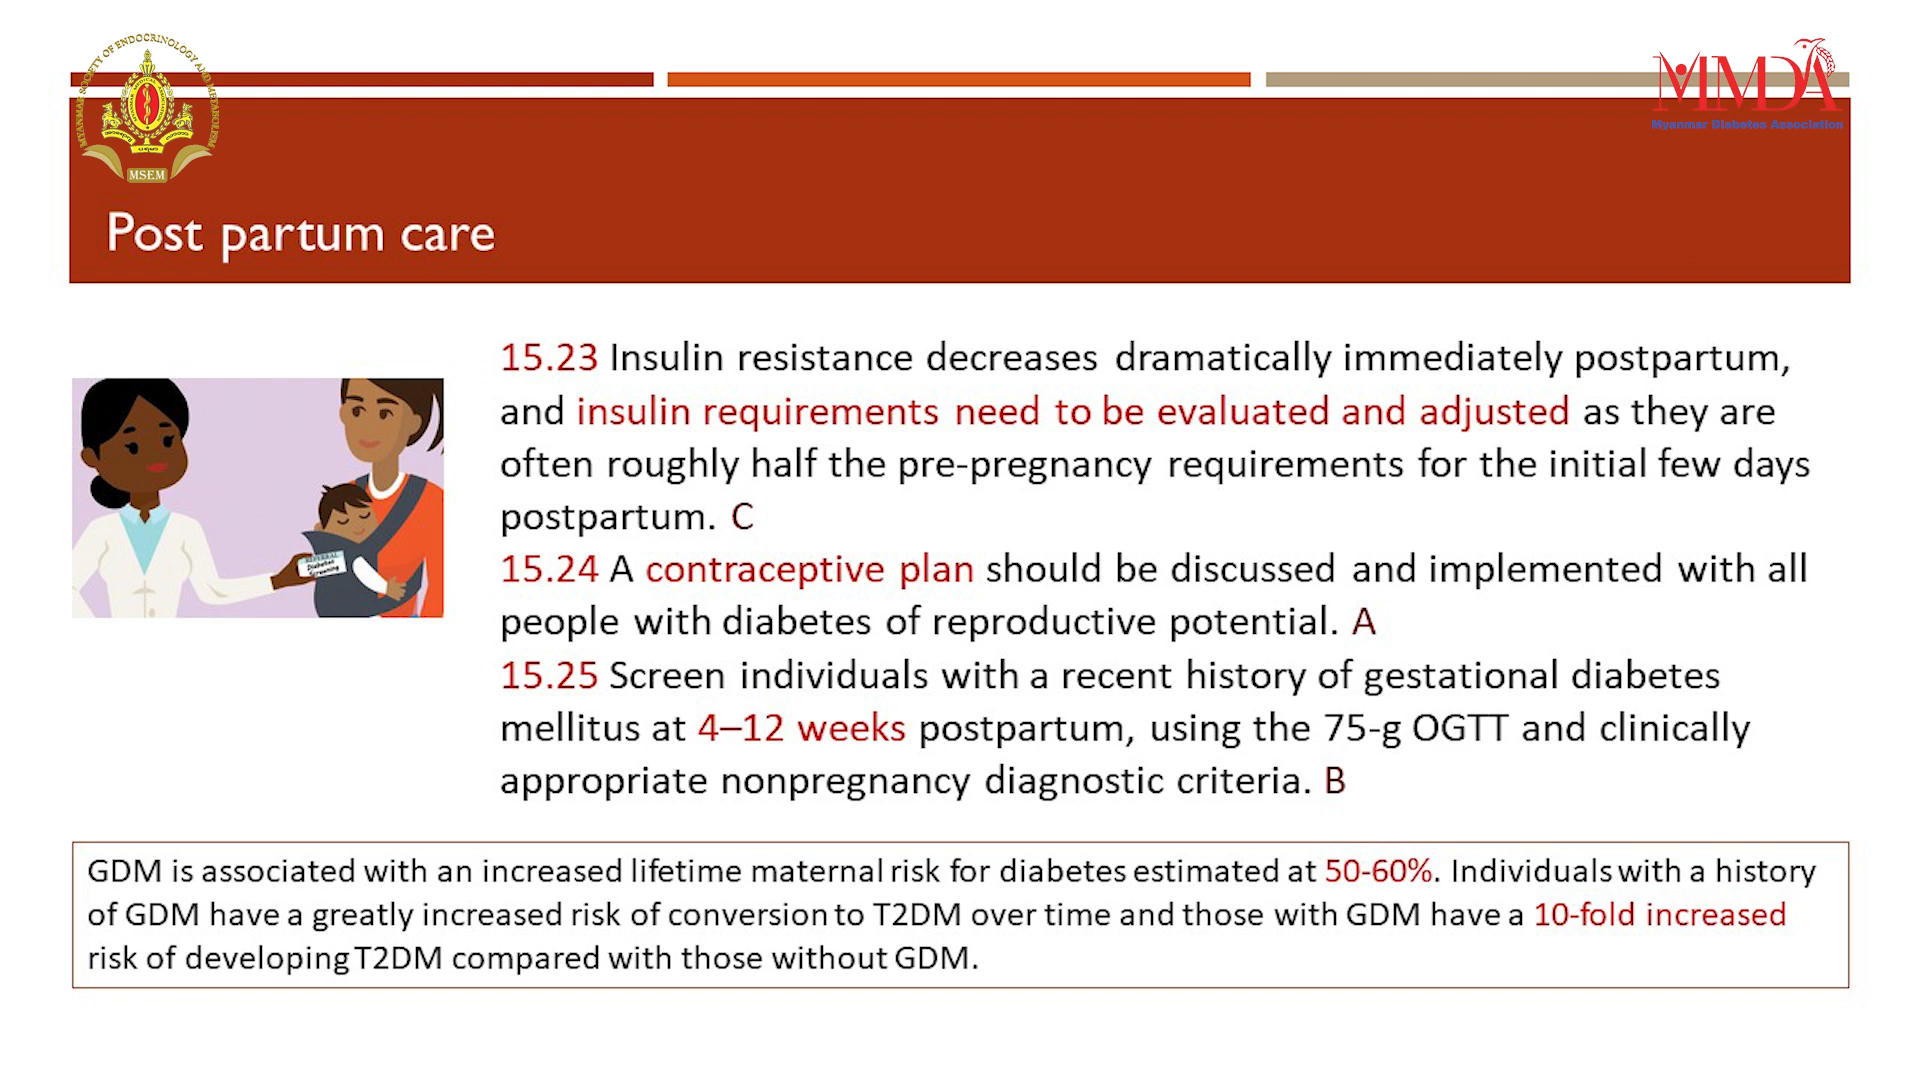 MYANMAR SOCIETY OF ENDOCRINOLOGY AND METABOLISM
MSEM
MMDA
Myanmar Diabetes Association
Post partum care
15.23 Insulin resistance decreases dramatically immediately postpartum,
and insulin requirements need to be evaluated and adjusted as they are
often roughly half the pre-pregnancy requirements for the initial few days
postpartum. C
15.24 A contraceptive plan should be discussed and implemented with all
people with diabetes of reproductive potential. A
15.25 Screen individuals with a recent history of gestational diabetes
mellitus at 4–12 weeks postpartum, using the 75-g OGTT and clinically
appropriate nonpregnancy diagnostic criteria. B
REFERRAL
Diabetes
Screening
GDM is associated with an increased lifetime maternal risk for diabetes estimated at 50-60%. Individuals with a history
of GDM have a greatly increased risk of conversion to T2DM over time and those with GDM have a 10-fold increased
risk of developing T2DM compared with those without GDM.